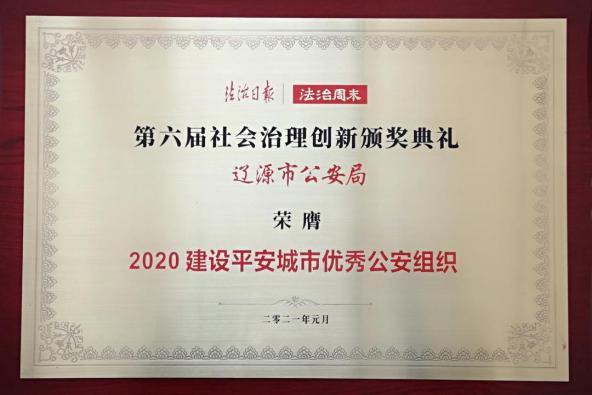 法治日报 法治周末
第六届社会治理创新颁奖典礼
辽源市公安局
荣膺
2020 建设平安城市优秀公安组织
二零二一年元月